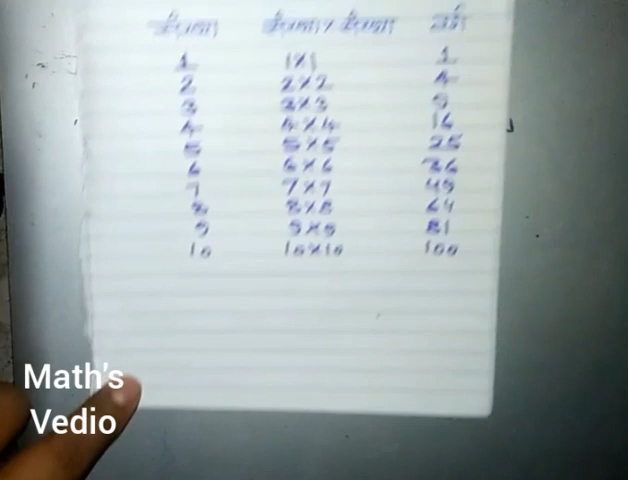 1 1×1 1
2 2×2 4
3 3×3 9
4 4×4 16
5 5×5 25
6 6×6 36
7 7×7 49
8 8×8 64
9 9×9 81
10 10×10 100
Math's
Vedio